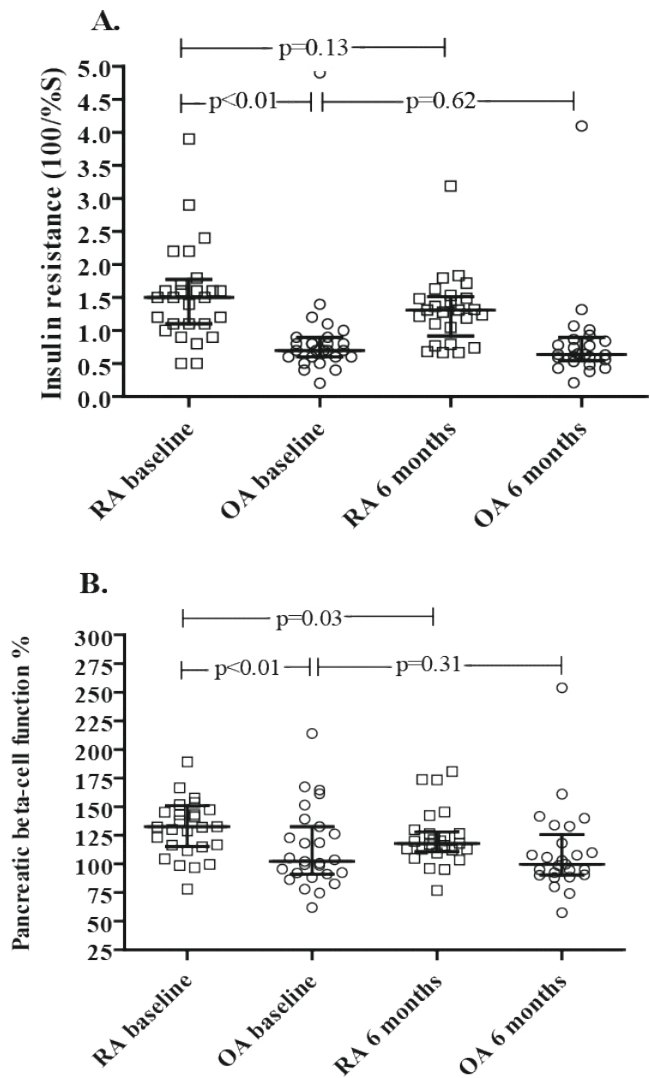 A.
p=0.13
p<0.01
p=0.62
Insulin resistance (100/%S)
5.0
4.5
4.0
3.5
3.0
2.5
2.0
1.5
1.0
0.5
0.0
RA baseline
OA baseline
RA 6 months
OA 6 months
B.
p=0.03
p<0.01
p=0.31
Pancreatic beta-cell function %
300
275
250
225
200
175
150
125
100
75
50
25
RA baseline
OA baseline
RA 6 months
OA 6 months